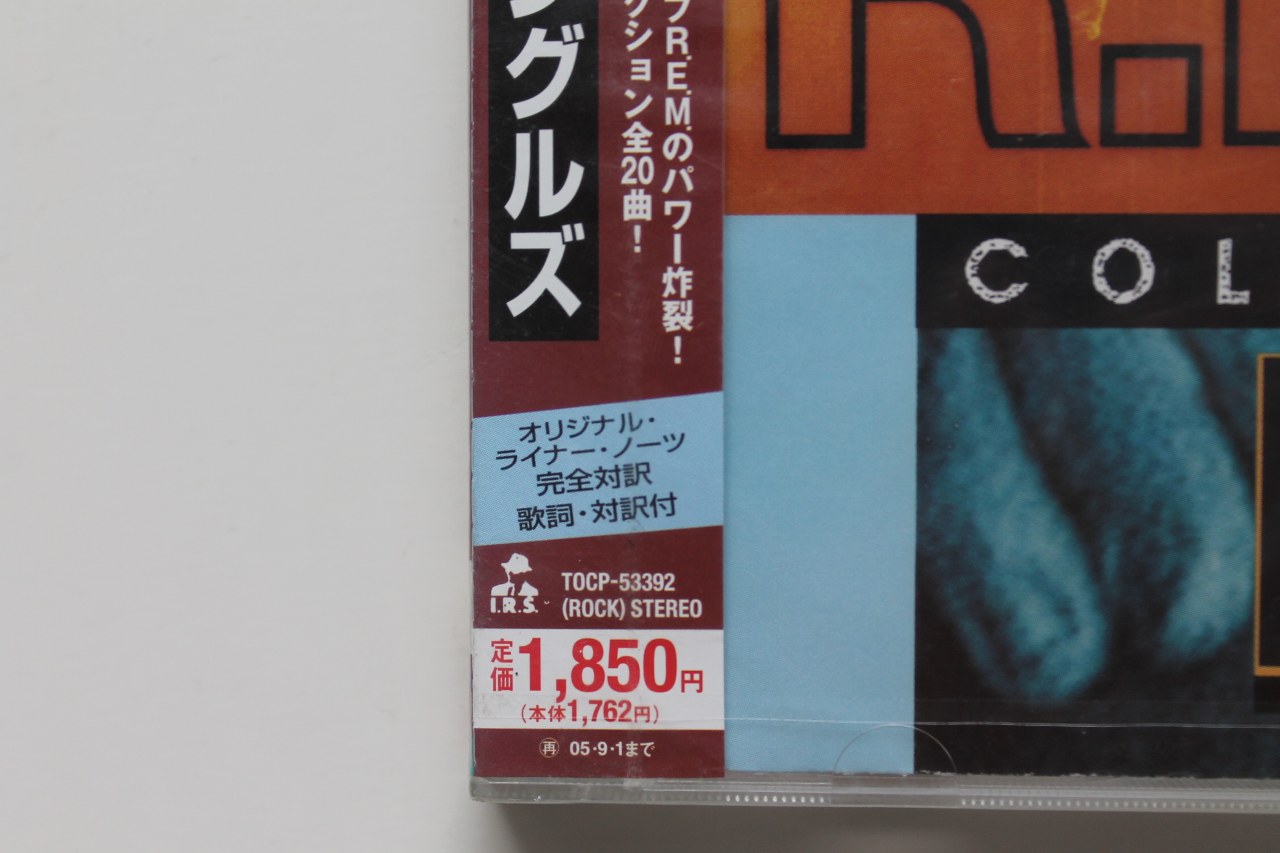 グルズ
R.E.M.のパワー炸裂！
クション全20曲！
オリジナル・
ライナー・ノーツ
完全対訳
歌詞・対訳付
I.R.S.
TOCP-53392
(ROCK) STEREO
定価1,850円
(本体1,762円)
再 05・9・1まで
R.
COL